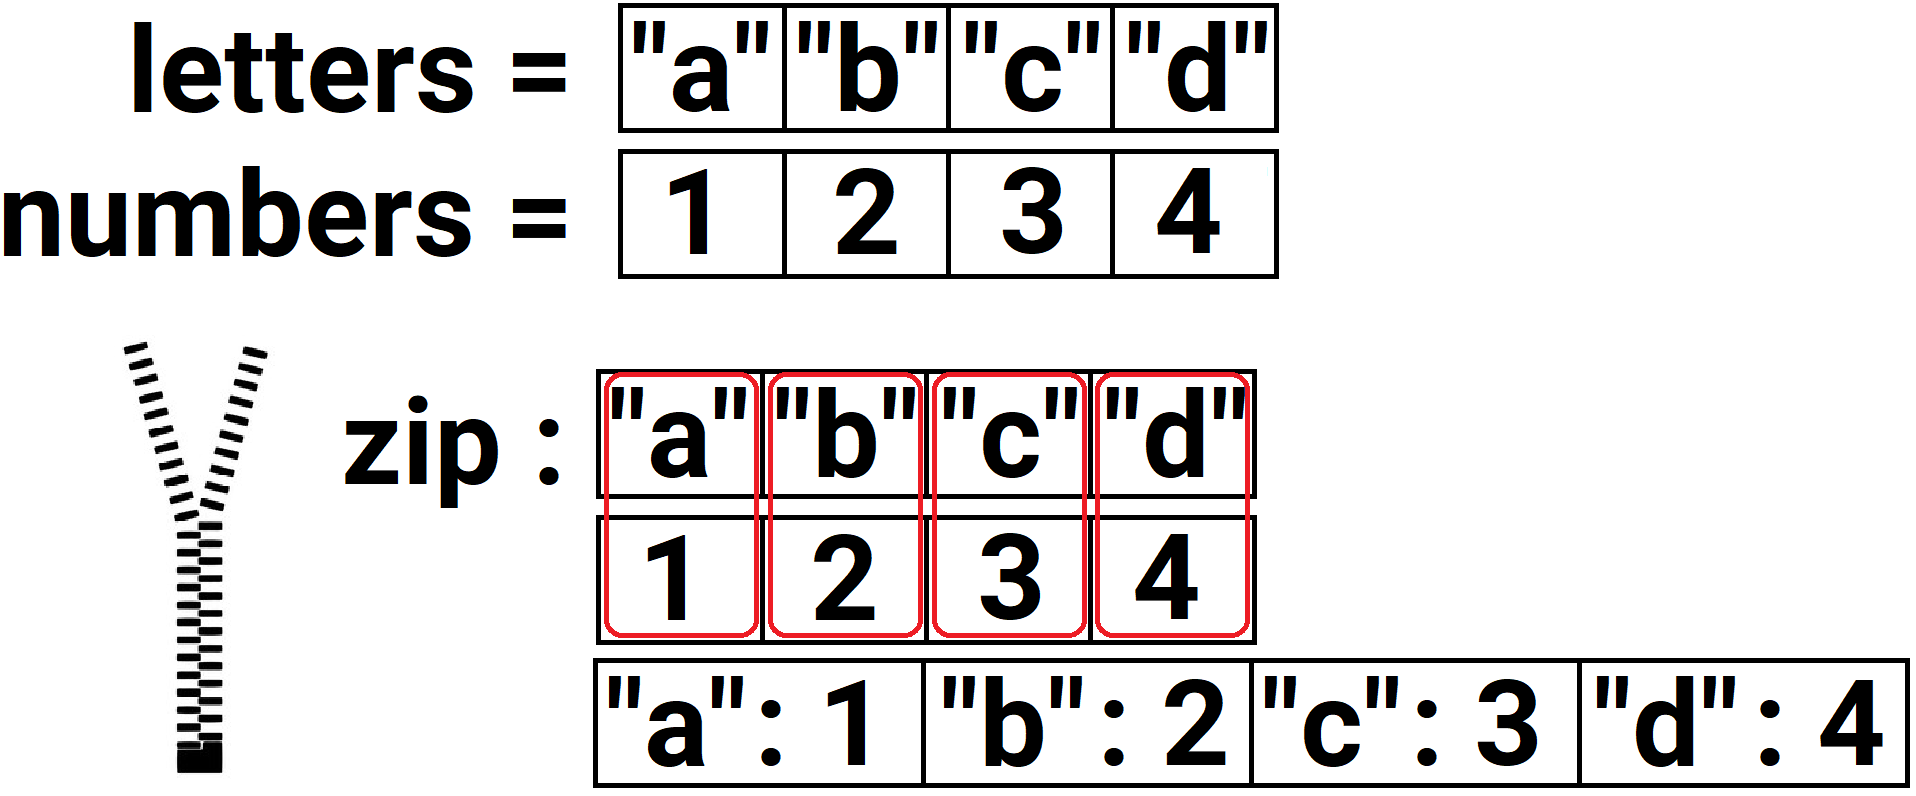 letters = "a" "b" "c" "d"
numbers = 1 2 3 4
zip : "a" "b" "c" "d"
1 2 3 4
"a": 1 "b": 2 "c": 3 "d": 4